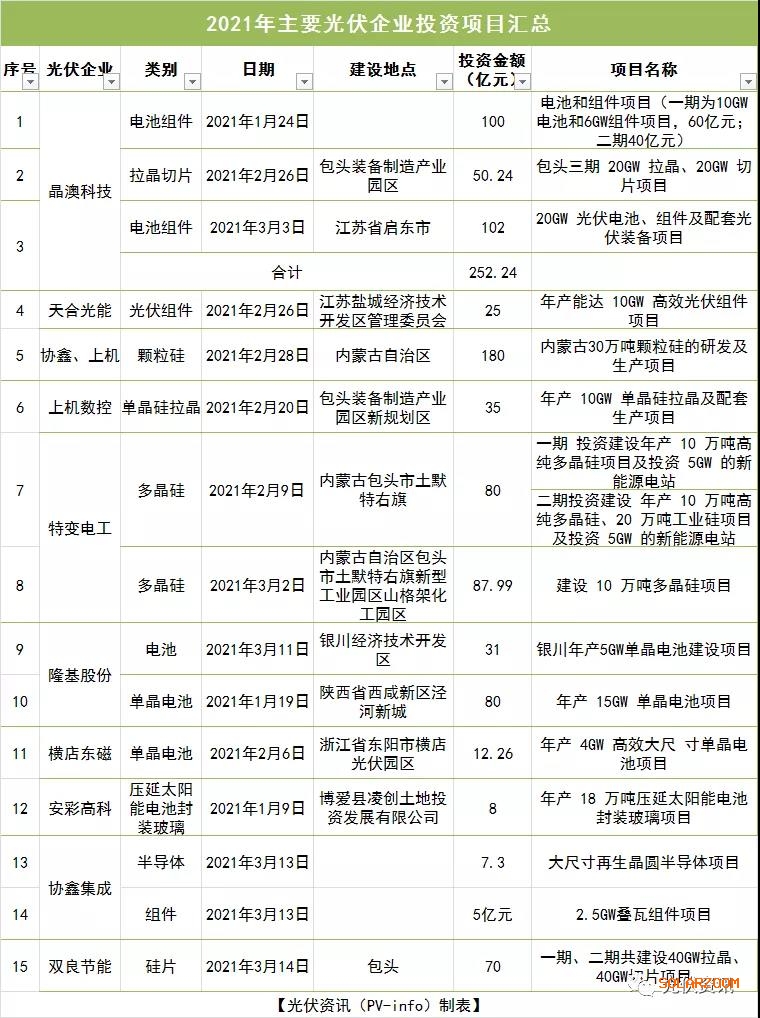 2021年主要光伏企业投资项目汇总
序号 光伏企业 类别 日期 建设地点 投资金额
（亿元） 项目名称
1 晶澳科技 电池组件 2021年1月24日 100 电池和组件项目（一期为10GW
电池和6GW组件项目，60亿元；
二期40亿元）
2 拉晶切片 2021年2月26日 包头装备制造产业
园区 50.24 包头三期 20GW 拉晶、20GW 切
片项目
3 电池组件 2021年3月3日 江苏省启东市 102 20GW 光伏电池、组件及配套光
伏装备项目
合计 252.24
4 天合光能 光伏组件 2021年2月26日 江苏盐城经济技术
开发区管理委员会 25 年产能达 10GW 高效光伏组件
项目
5 协鑫、上机 颗粒硅 2021年2月28日 内蒙古自治区 180 内蒙古30万吨颗粒硅的研发及
生产项目
6 上机数控 单晶硅拉晶 2021年2月20日 包头装备制造产业
园区新规划区 35 年产 10GW 单晶硅拉晶及配套
生产项目
7 特变电工 多晶硅 2021年2月9日 内蒙古包头市土默
特右旗 80 一期 投资建设年产 10 万吨高
纯多晶硅项目及投资 5GW 的新
能源电站
二期投资建设 年产 10 万吨高
纯多晶硅、20 万吨工业硅项目
及投资 5GW 的新能源电站
8 多晶硅 2021年3月2日 内蒙古自治区包头
市土默特右旗新型
工业园区山格架化
工园区 87.99 建设 10 万吨多晶硅项目
9 隆基股份 电池 2021年3月11日 银川经济技术开发
区 31 银川年产5GW单晶电池建设项目
10 单晶电池 2021年1月19日 陕西省西咸新区泾
河新城 80 年产 15GW 单晶电池项目
11 横店东磁 单晶电池 2021年2月6日 浙江省东阳市横店
光伏园区 12.26 年产 4GW 高效大尺 寸单晶电
池项目
12 安彩高科 压延太阳
能电池封
装玻璃 2021年1月9日 博爱县凌创土地投
资发展有限公司 8 年产 18 万吨压延太阳能电池
封装玻璃项目
13 协鑫集成 半导体 2021年3月13日 7.3 大尺寸再生晶圆半导体项目
14 组件 2021年3月13日 5亿元 2.5GW叠瓦组件项目
15 双良节能 硅片 2021年3月14日 包头 70 一期、二期共建设40GW拉晶、
40GW切片项目
光伏资讯
SOLARZOOM
【光伏资讯（PV-info）制表】